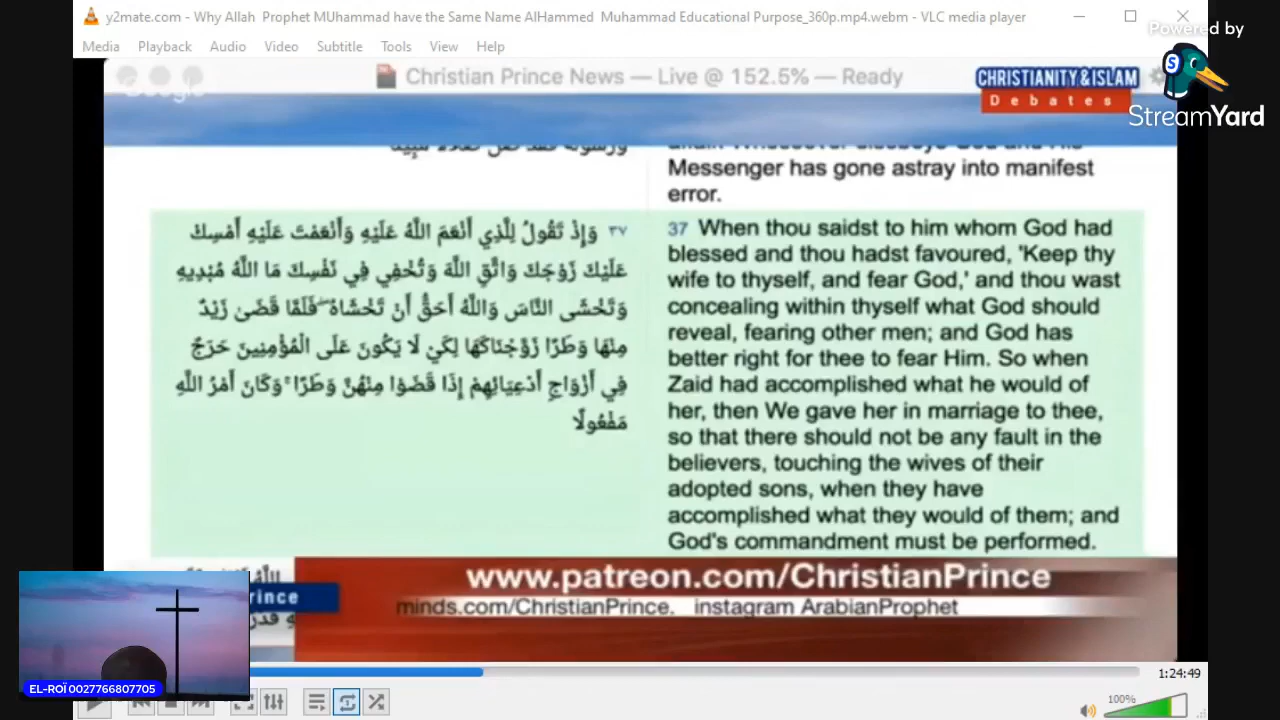 y2mate.com - Why Allah Prophet MUhammad have the Same Name AlHammed Muhammad Educational Purpose_360p.mp4.webm - VLC media player
Powered by
StreamYard
Media Playback Audio Video Subtitle Tools View Help
Christian Prince News — Live @ 152.5% — Ready
CHRISTIANITY & ISLAM
Debates
Google
Messenger has gone astray into manifest
error.
٣٧ وَإِذْ تَقُولُ لِلَّذِي أَنْعَمَ اللَّهُ عَلَيْهِ وَأَنْعَمْتَ عَلَيْهِ أَمْسِكْ
عَلَيْكَ زَوْجَكَ وَاتَّقِ اللَّهَ وَتُخْفِي فِي نَفْسِكَ مَا اللَّهُ مُبْدِيهِ
وَتَخْشَى النَّاسَ وَاللَّهُ أَحَقُّ أَنْ تَخْشَاهُ ۖ فَلَمَّا قَضَىٰ زَيْدٌ
مِنْهَا وَطَرًا زَوَّجْنَاكَهَا لِكَيْ لَا يَكُونَ عَلَى الْمُؤْمِنِينَ حَرَجٌ
فِي أَزْوَاجِ أَدْعِيَائِهِمْ إِذَا قَضَوْا مِنْهُنَّ وَطَرًا ۚ وَكَانَ أَمْرُ اللَّهِ
مَفْعُولًا
37 When thou saidst to him whom God had
blessed and thou hadst favoured, 'Keep thy
wife to thyself, and fear God,' and thou wast
concealing within thyself what God should
reveal, fearing other men; and God has
better right for thee to fear Him. So when
Zaid had accomplished what he would of
her, then We gave her in marriage to thee,
so that there should not be any fault in the
believers, touching the wives of their
adopted sons, when they have
accomplished what they would of them; and
God's commandment must be performed.
www.patreon.com/ChristianPrince
rince
minds.com/ChristianPrince. instagram ArabianProphet
EL-ROÏ 0027766807705
1:24:49
100%